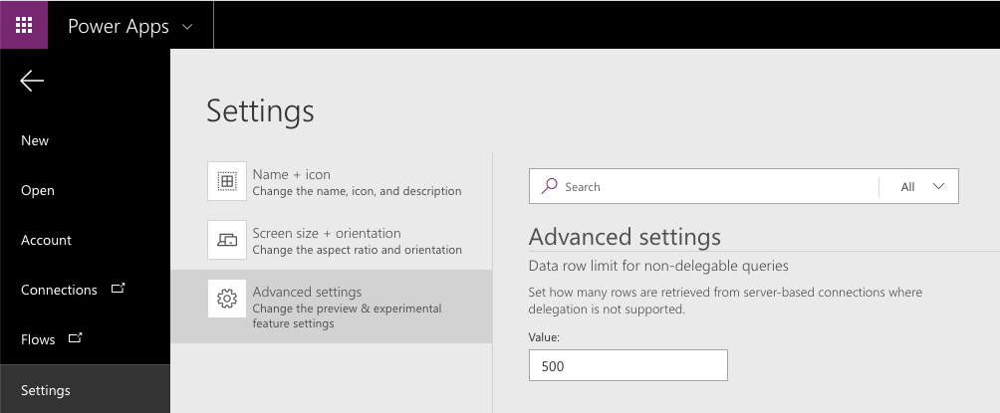 Power Apps
New
Open
Account
Connections
Flows
Settings
Settings
Name + icon
Change the name, icon, and description
Screen size + orientation
Change the aspect ratio and orientation
Advanced settings
Change the preview & experimental
feature settings
Search
All
Advanced settings
Data row limit for non-delegable queries
Set how many rows are retrieved from server-based connections where
delegation is not supported.
Value:
500